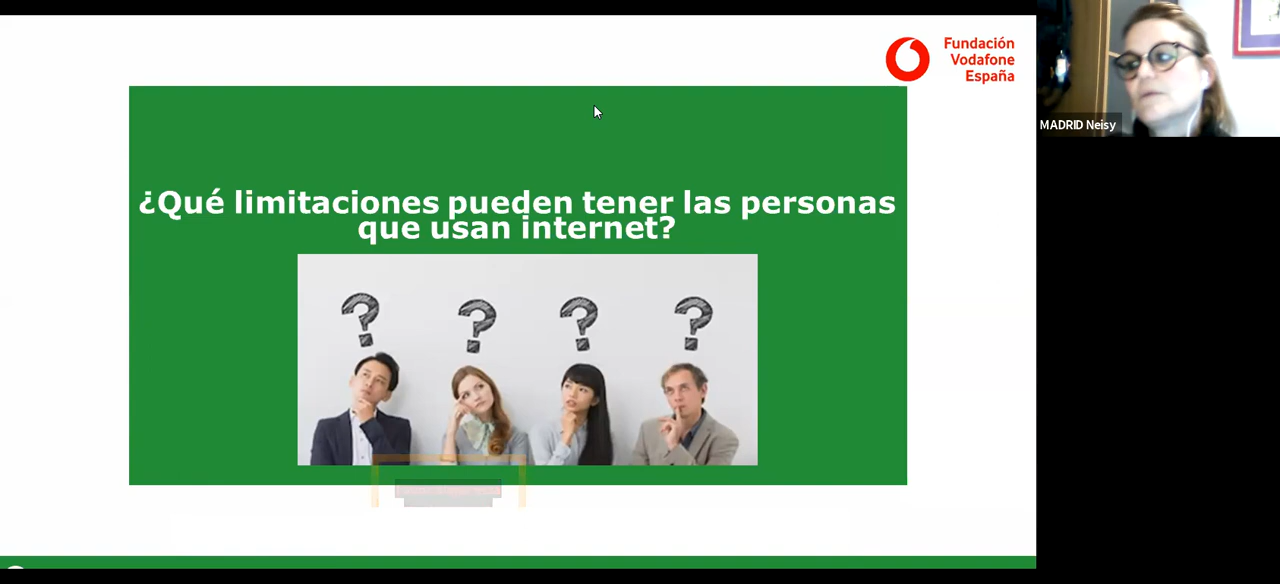 Fundación
Vodafone
España
MADRID Neisy
¿Qué limitaciones pueden tener las personas
que usan internet?
? ? ? ?